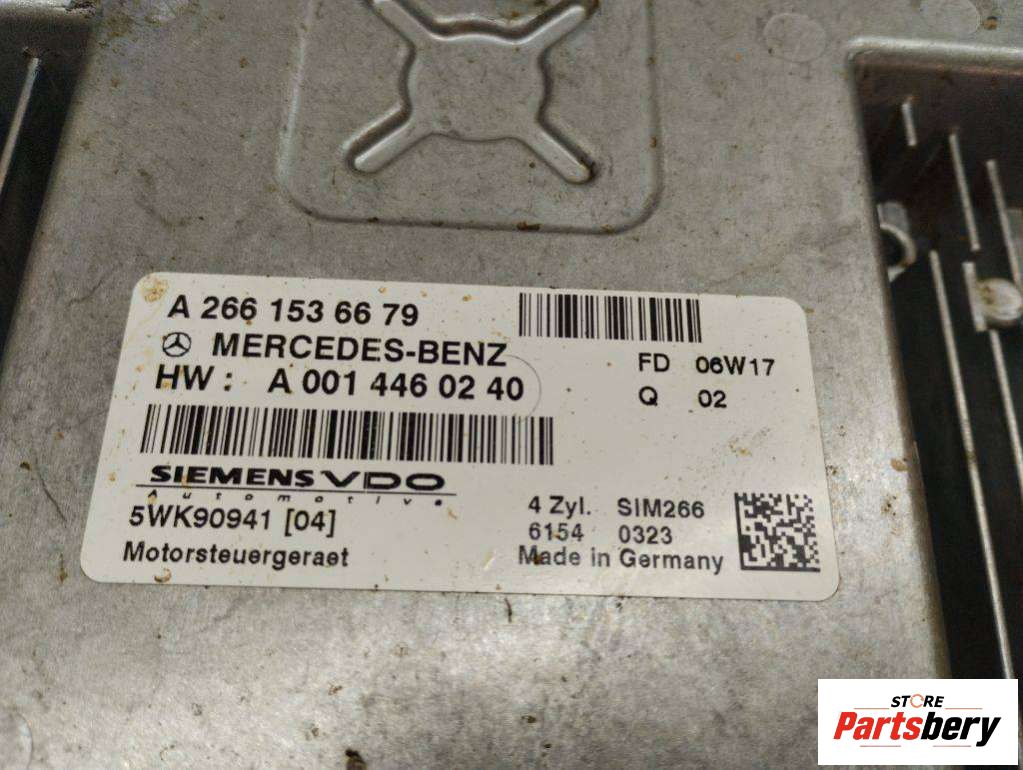 A 266 153 66 79
MERCEDES-BENZ
HW: A 001 446 02 40
FD 06W17
Q 02
SIEMENS VDO
Automotive
5WK90941 [04]
Motorsteuergeraet
4 Zyl. SIM266
6154 0323
Made in Germany
STORE
Partsbery